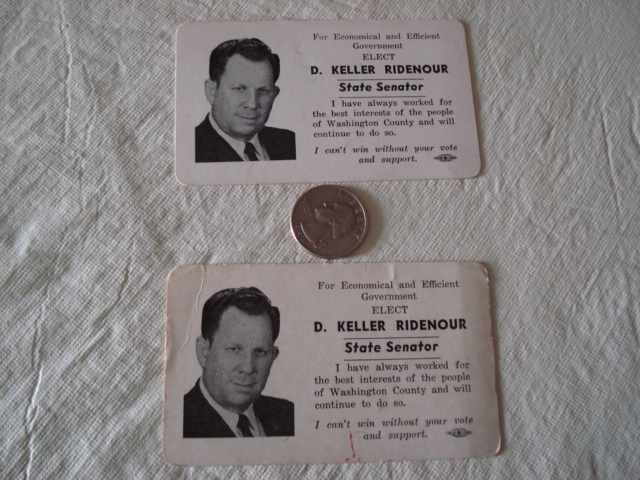 For Economical and Efficient
Government
ELECT
D. KELLER RIDENOUR
State Senator
I have always worked for
the best interests of the people
of Washington County and will
continue to do so.
I can't win without your vote
and support.
For Economical and Efficient
Government
ELECT
D. KELLER RIDENOUR
State Senator
I have always worked for
the best interests of the people
of Washington County and will
continue to do so.
I can't win without your vote
and support.